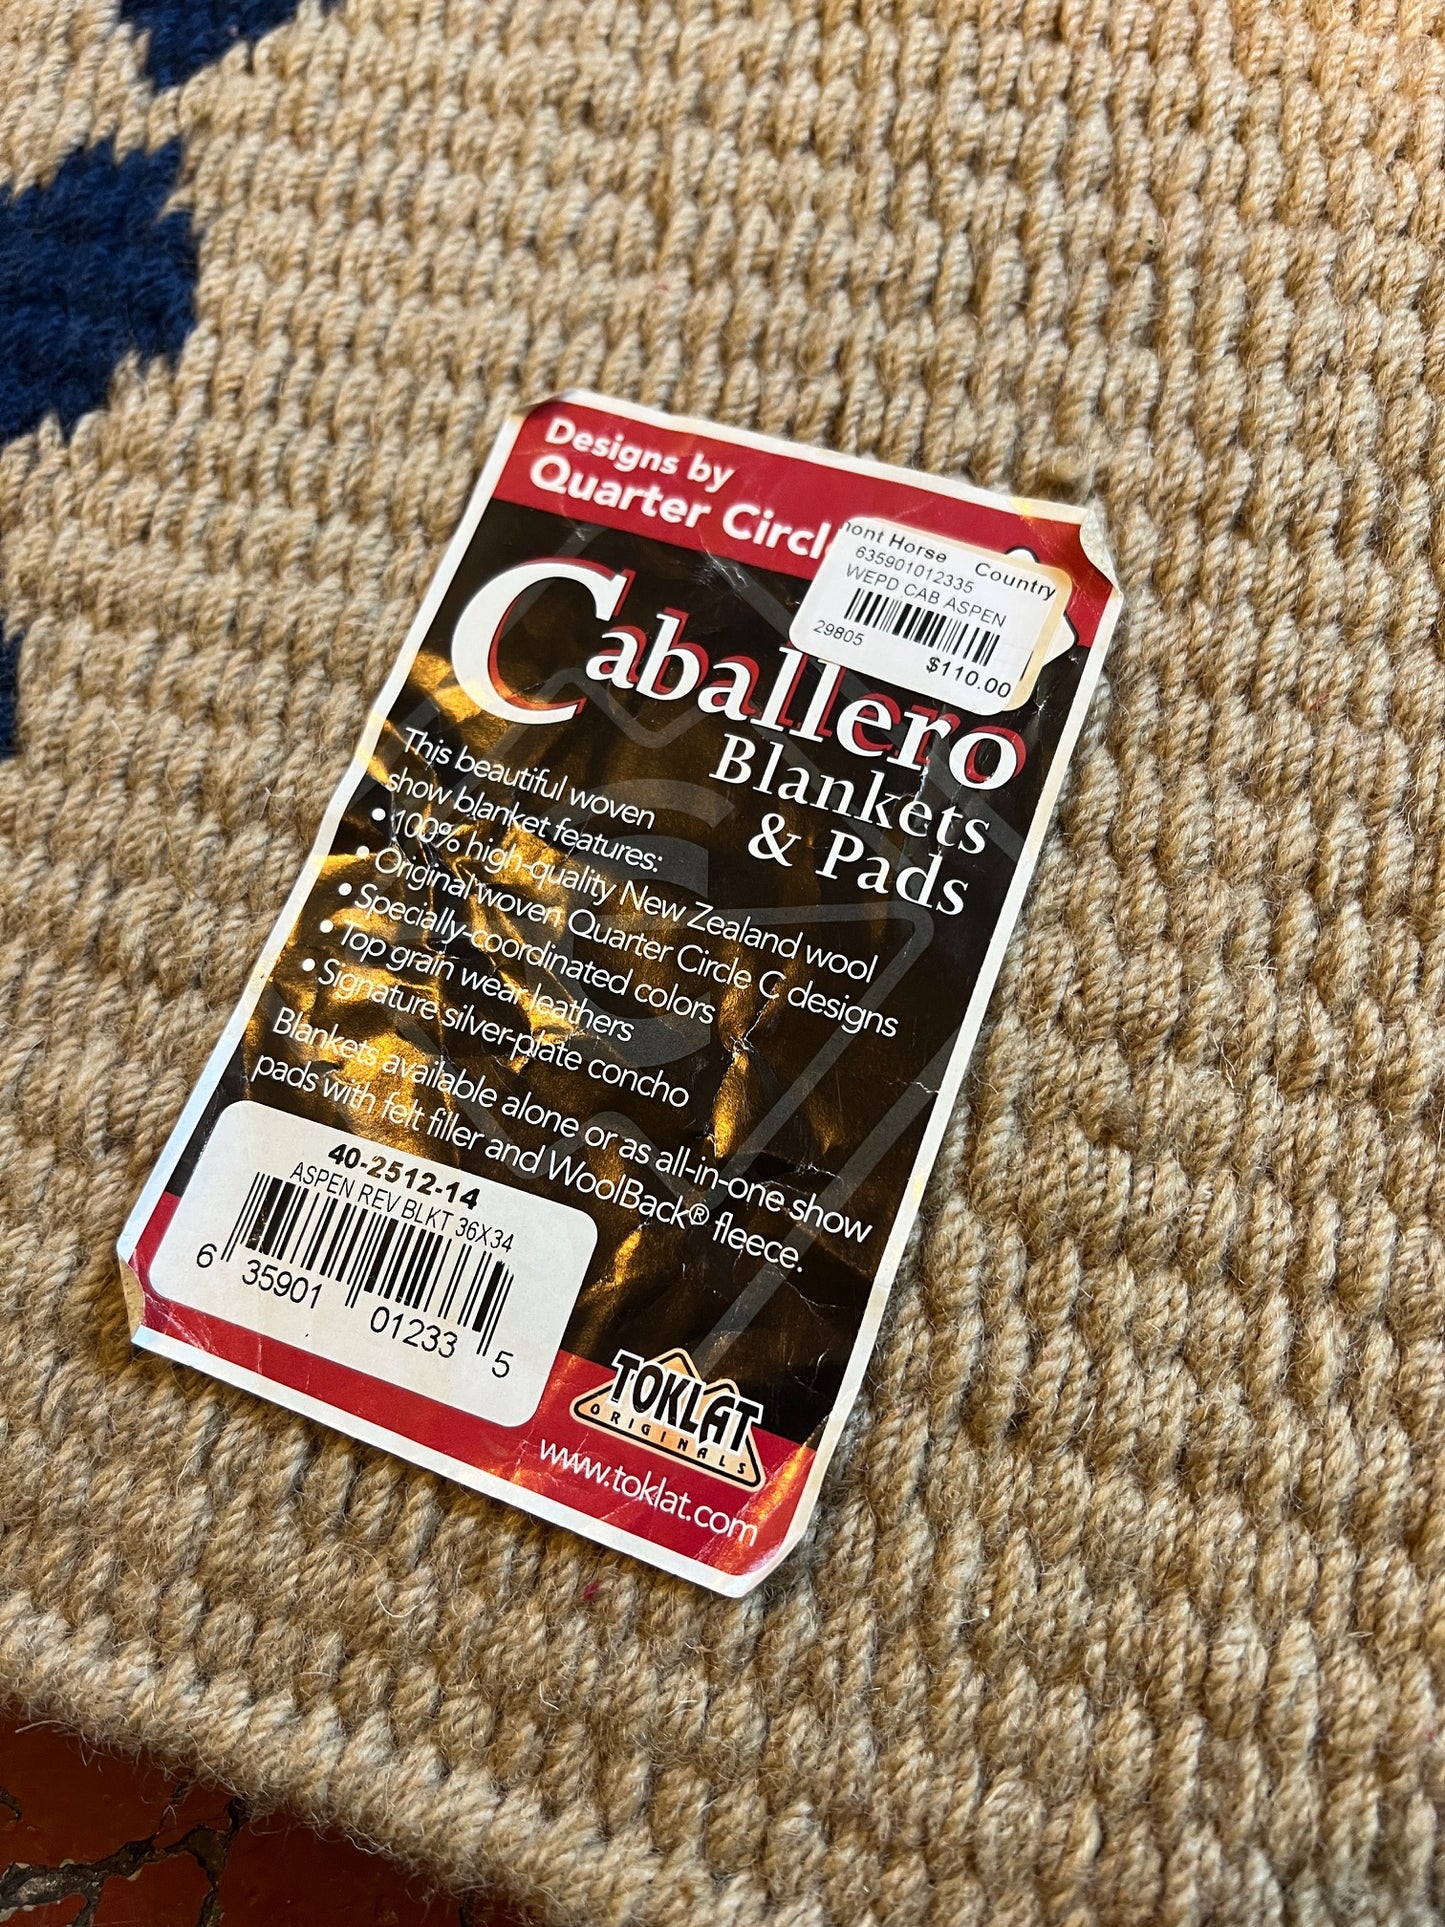 Designs by
Quarter Circle
Horse Country
635901012335
WEPD CAB ASPEN
29805
$110.00
Caballero
Blankets
& Pads
This beautiful woven
show blanket features:
• 100% high-quality New Zealand wool
• Original woven Quarter Circle C designs
• Specially-coordinated colors
• Top grain wear leathers
• Signature silver-plate concho
Blankets available alone or as all-in-one show
pads with felt filler and WoolBack® fleece.
40-2512-14
ASPEN REV BLKT 36X34
6 35901 01233 5
TOKLAT
ORIGINALS
www.toklat.com